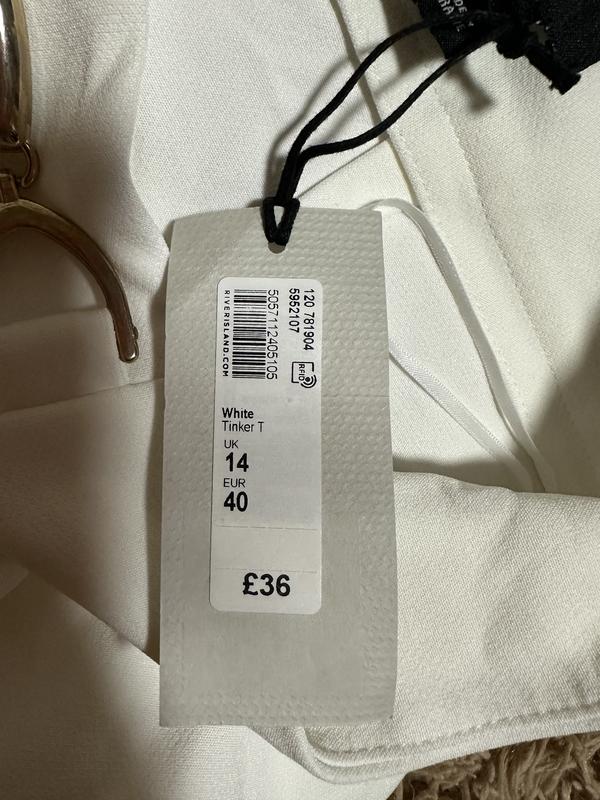 120 781904
5952107
RFID
5057112405105
RIVERISLAND.COM
White
Tinker T
UK
14
EUR
40
£36